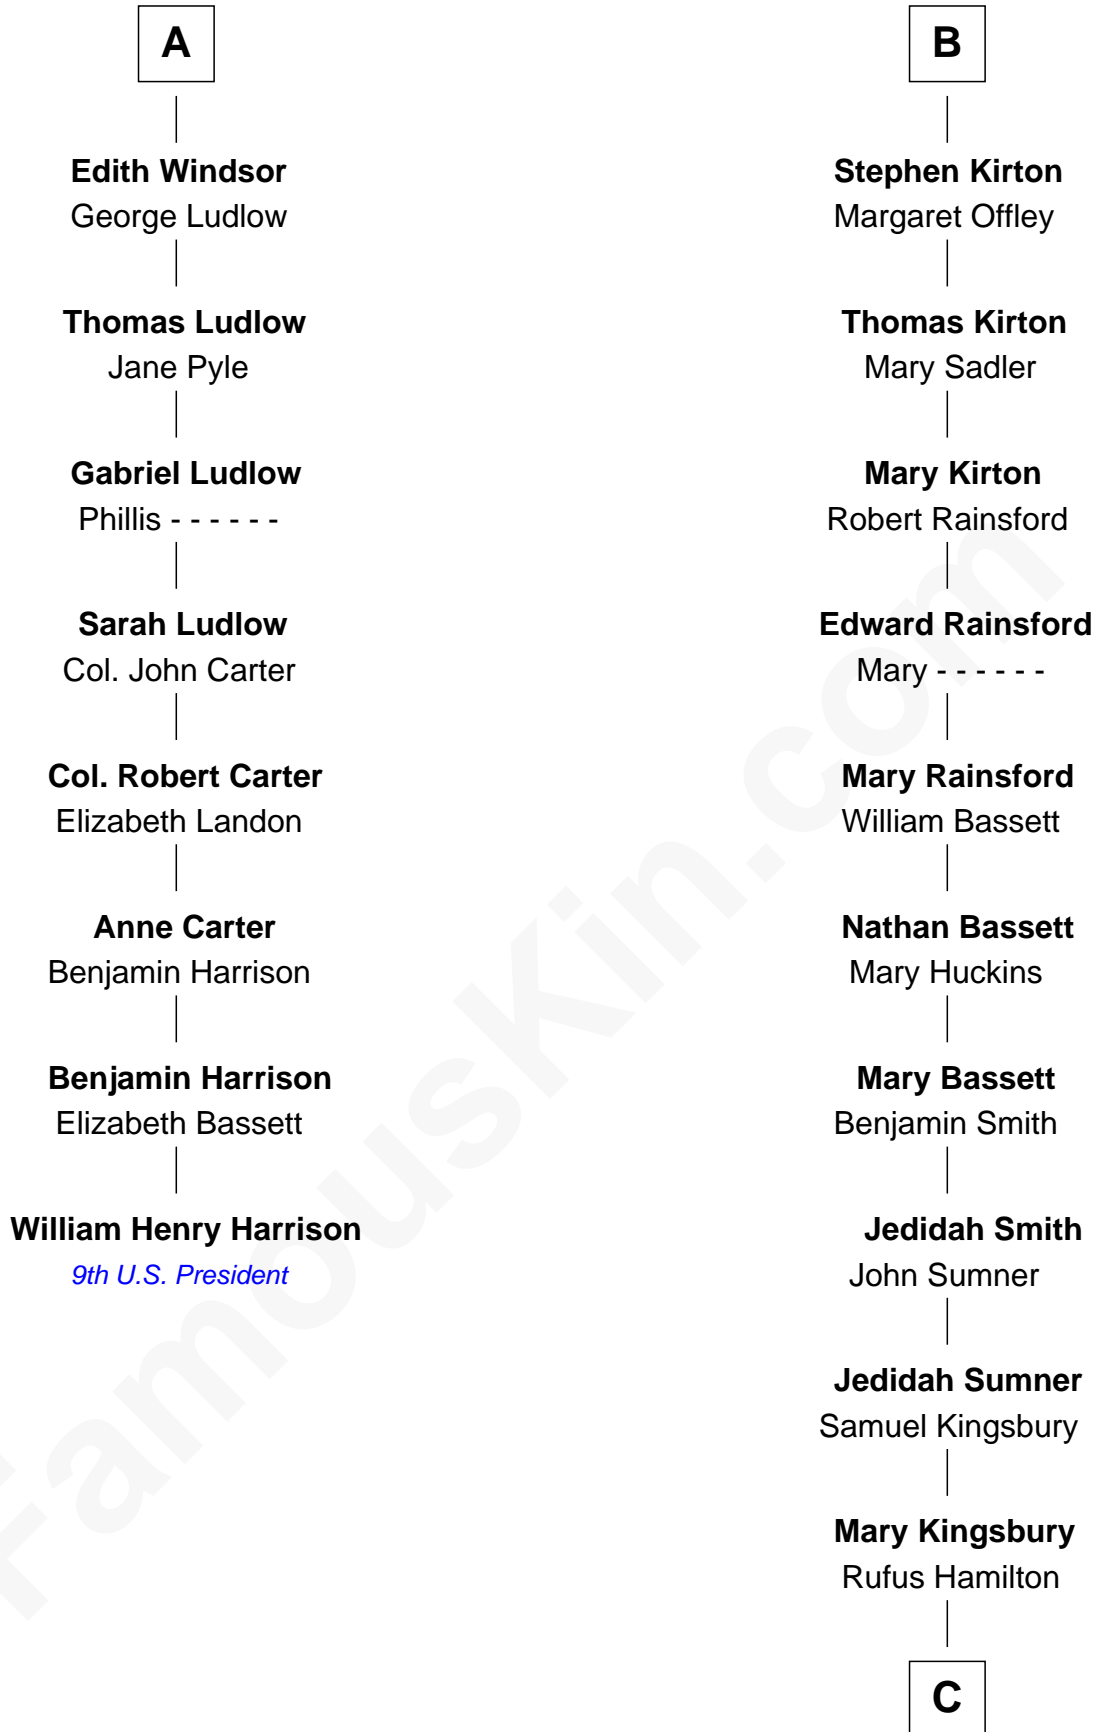 A
Edith Windsor
George Ludlow
Thomas Ludlow
Jane Pyle
Gabriel Ludlow
Phillis - - - - - -
Sarah Ludlow
Col. John Carter
Col. Robert Carter
Elizabeth Landon
Anne Carter
Benjamin Harrison
Benjamin Harrison
Elizabeth Bassett
William Henry Harrison
9th U.S. President
B
Stephen Kirton
Margaret Offley
Thomas Kirton
Mary Sadler
Mary Kirton
Robert Rainsford
Edward Rainsford
Mary - - - - - -
Mary Rainsford
William Bassett
Nathan Bassett
Mary Huckins
Mary Bassett
Benjamin Smith
Jedidah Smith
John Sumner
Jedidah Sumner
Samuel Kingsbury
Mary Kingsbury
Rufus Hamilton
C
FamousKin.com